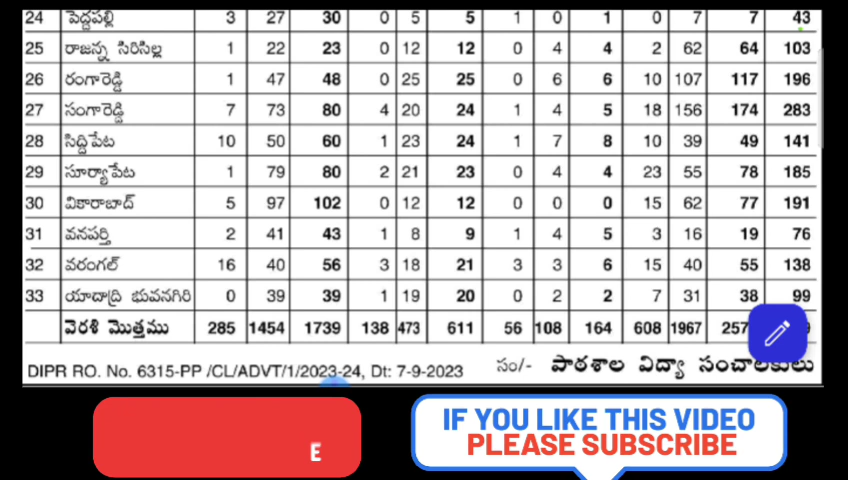 24 పెద్దపల్లి 3 27 30 0 5 5 1 0 1 0 7 7 43
25 రాజన్న సిరిసిల్ల 1 22 23 0 12 12 0 4 4 2 62 64 103
26 రంగారెడ్డి 1 47 48 0 25 25 0 6 6 10 107 117 196
27 సంగారెడ్డి 7 73 80 4 20 24 1 4 5 18 156 174 283
28 సిద్దిపేట 10 50 60 1 23 24 1 7 8 10 39 49 141
29 సూర్యాపేట 1 79 80 2 21 23 0 4 4 23 55 78 185
30 వికారాబాద్ 5 97 102 0 12 12 0 0 0 15 62 77 191
31 వనపర్తి 2 41 43 1 8 9 1 4 5 3 16 19 76
32 వరంగల్ 16 40 56 3 18 21 3 3 6 15 40 55 138
33 యాదాద్రి భువనగిరి 0 39 39 1 19 20 0 2 2 7 31 38 99
వెరశి మొత్తము 285 1454 1739 138 473 611 56 108 164 608 1967 257
DIPR RO. No. 6315-PP /CL/ADVT/1/2023-24, Dt: 7-9-2023 సం/- పాఠశాల విద్యా సంచాలకులు
E
IF YOU LIKE THIS VIDEO
PLEASE SUBSCRIBE